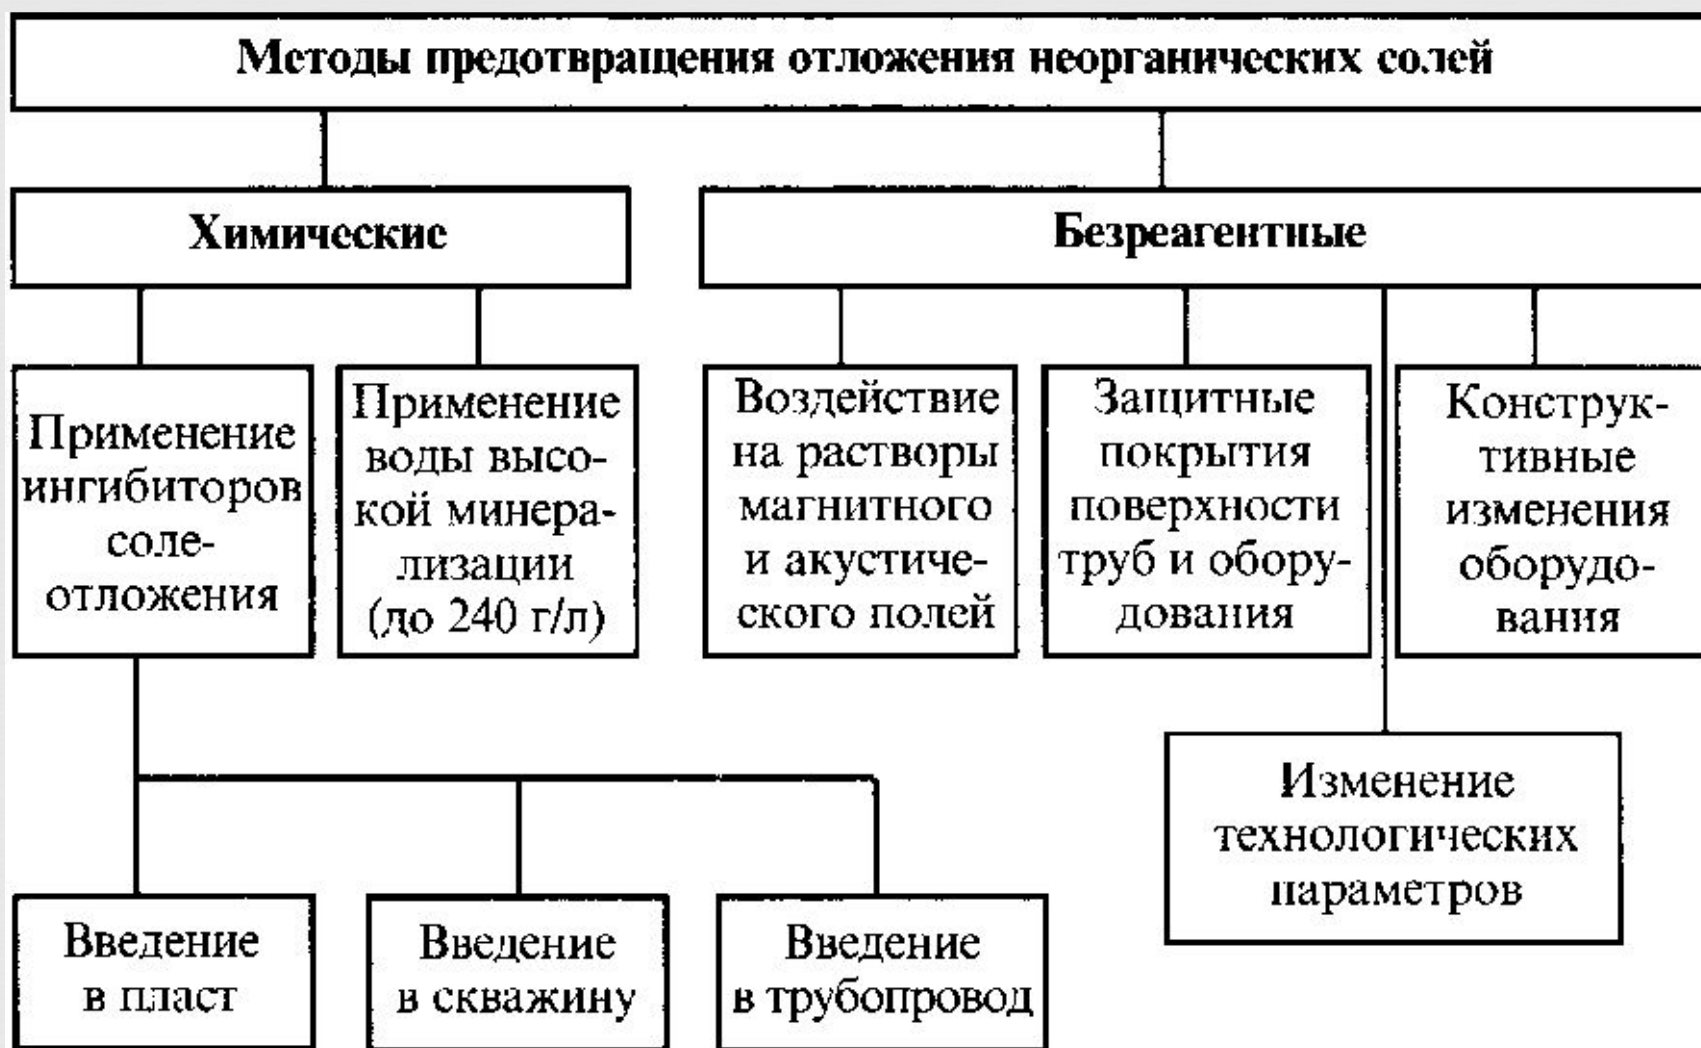 Методы предотвращения отложения неорганических солей
Химические
Безреагентные
Применение
ингибиторов
соле-
отложения
Применение
воды высо-
кой минера-
лизации
(до 240 г/л)
Воздействие
на растворы
магнитного
и акустиче-
ского полей
Защитные
покрытия
поверхности
труб и обору-
дования
Конструк-
тивные
изменения
оборудо-
вания
Изменение
технологических
параметров
Введение
в пласт
Введение
в скважину
Введение
в трубопровод